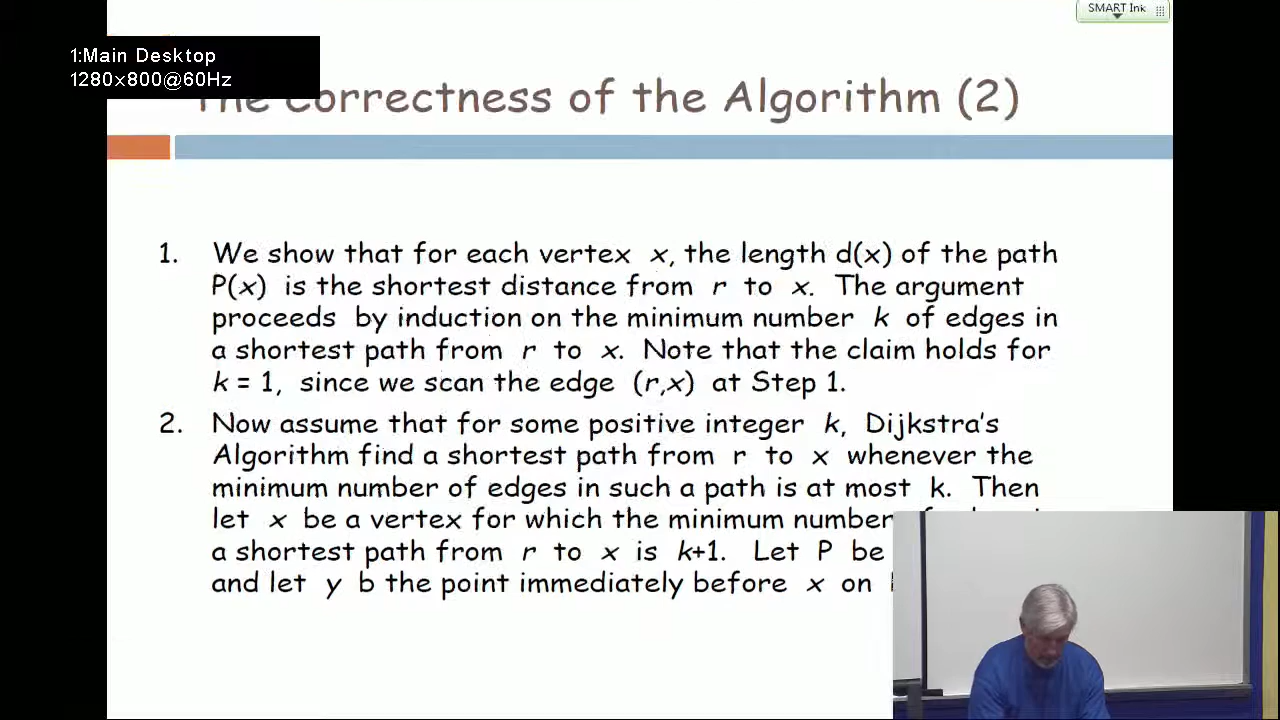 SMART Ink
1:Main Desktop
1280x800@60Hz
The Correctness of the Algorithm (2)
1. We show that for each vertex x, the length d(x) of the path
P(x) is the shortest distance from r to x. The argument
proceeds by induction on the minimum number k of edges in
a shortest path from r to x. Note that the claim holds for
k = 1, since we scan the edge (r,x) at Step 1.
2. Now assume that for some positive integer k, Dijkstra's
Algorithm find a shortest path from r to x whenever the
minimum number of edges in such a path is at most k. Then
let x be a vertex for which the minimum number
a shortest path from r to x is k+1. Let P be
and let y b the point immediately before x on